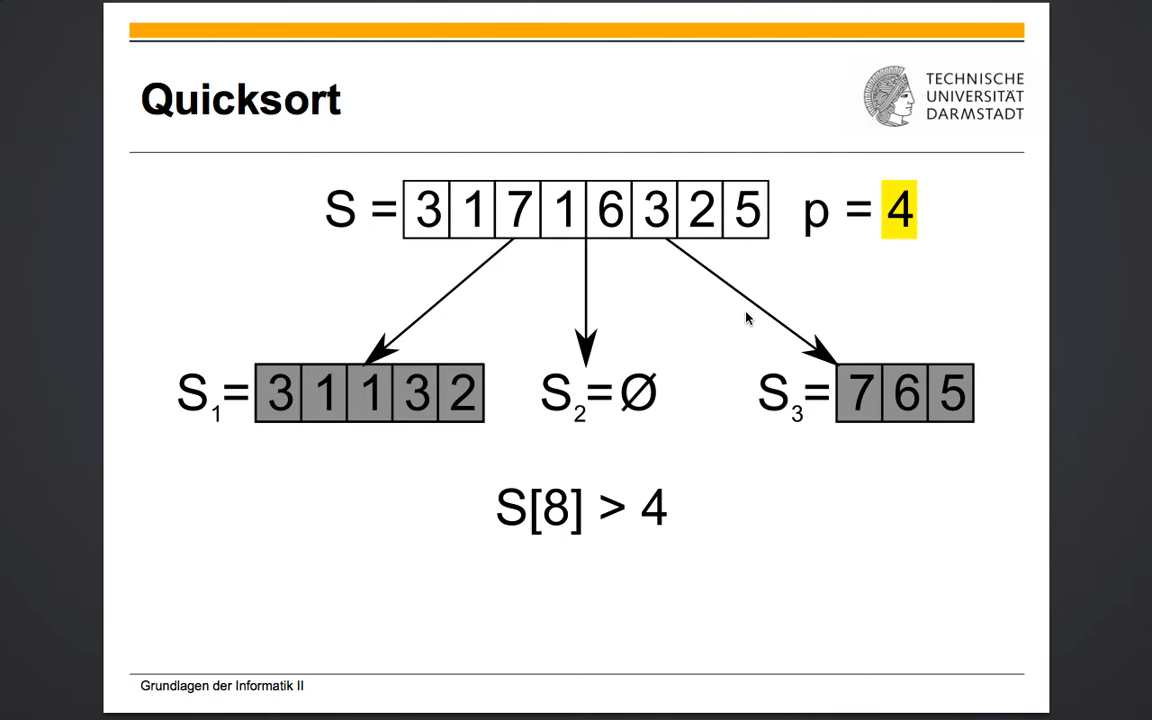 Quicksort
TECHNISCHE
UNIVERSITÄT
DARMSTADT
S = 3 1 7 1 6 3 2 5 p = 4
S₁= 3 1 1 3 2 S₂=Ø S₃= 7 6 5
S[8] > 4
Grundlagen der Informatik II